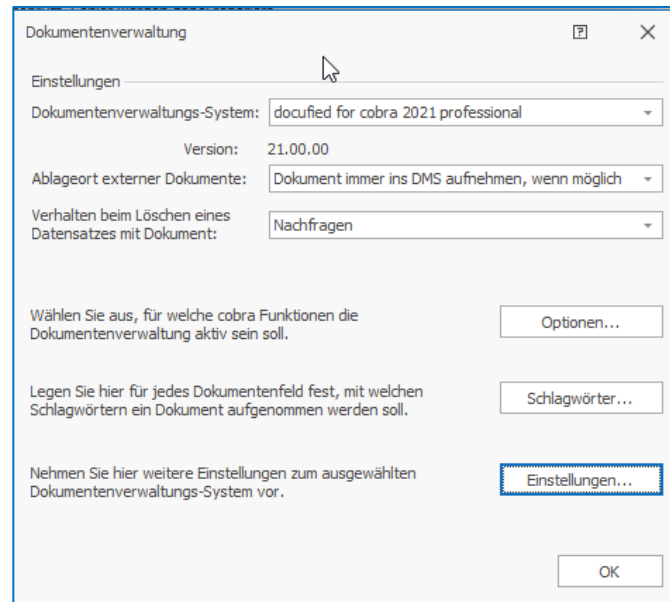 Dokumentenverwaltung
Einstellungen
Dokumentenverwaltungs-System: docufied for cobra 2021 professional
Version: 21.00.00
Ablageort externer Dokumente: Dokument immer ins DMS aufnehmen, wenn möglich
Verhalten beim Löschen eines
Datensatzes mit Dokument: Nachfragen
Wählen Sie aus, für welche cobra Funktionen die
Dokumentenverwaltung aktiv sein soll.
Optionen...
Legen Sie hier für jedes Dokumentenfeld fest, mit welchen
Schlagwörtern ein Dokument aufgenommen werden soll.
Schlagwörter...
Nehmen Sie hier weitere Einstellungen zum ausgewählten
Dokumentenverwaltungs-System vor.
Einstellungen...
OK